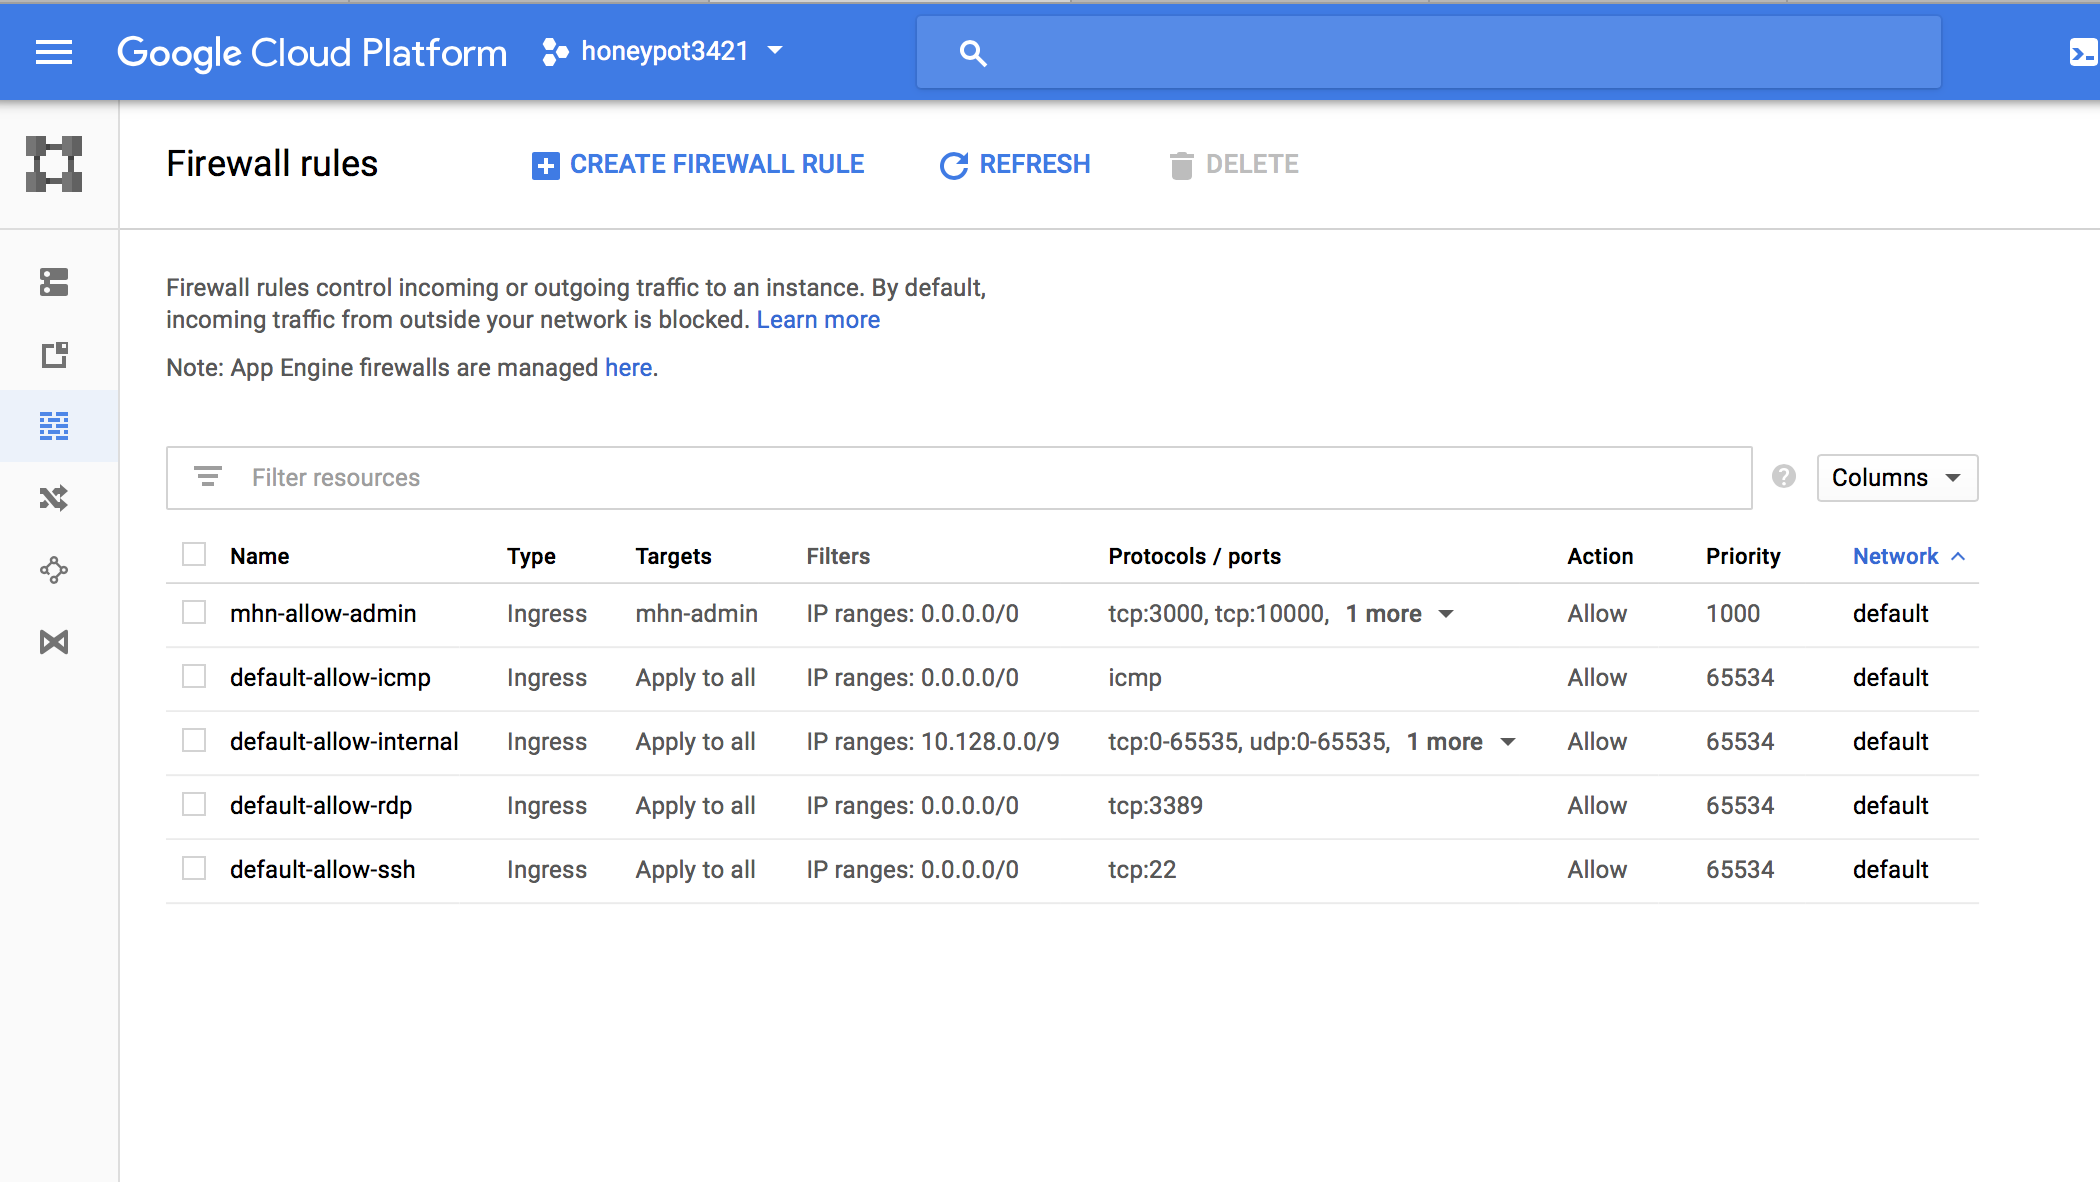 Google Cloud Platform honeypot3421
Firewall rules CREATE FIREWALL RULE REFRESH DELETE
Firewall rules control incoming or outgoing traffic to an instance. By default,
incoming traffic from outside your network is blocked. Learn more
Note: App Engine firewalls are managed here.
Filter resources ? Columns
Name Type Targets Filters Protocols / ports Action Priority Network
mhn-allow-admin Ingress mhn-admin IP ranges: 0.0.0.0/0 tcp:3000, tcp:10000, 1 more Allow 1000 default
default-allow-icmp Ingress Apply to all IP ranges: 0.0.0.0/0 icmp Allow 65534 default
default-allow-internal Ingress Apply to all IP ranges: 10.128.0.0/9 tcp:0-65535, udp:0-65535, 1 more Allow 65534 default
default-allow-rdp Ingress Apply to all IP ranges: 0.0.0.0/0 tcp:3389 Allow 65534 default
default-allow-ssh Ingress Apply to all IP ranges: 0.0.0.0/0 tcp:22 Allow 65534 default